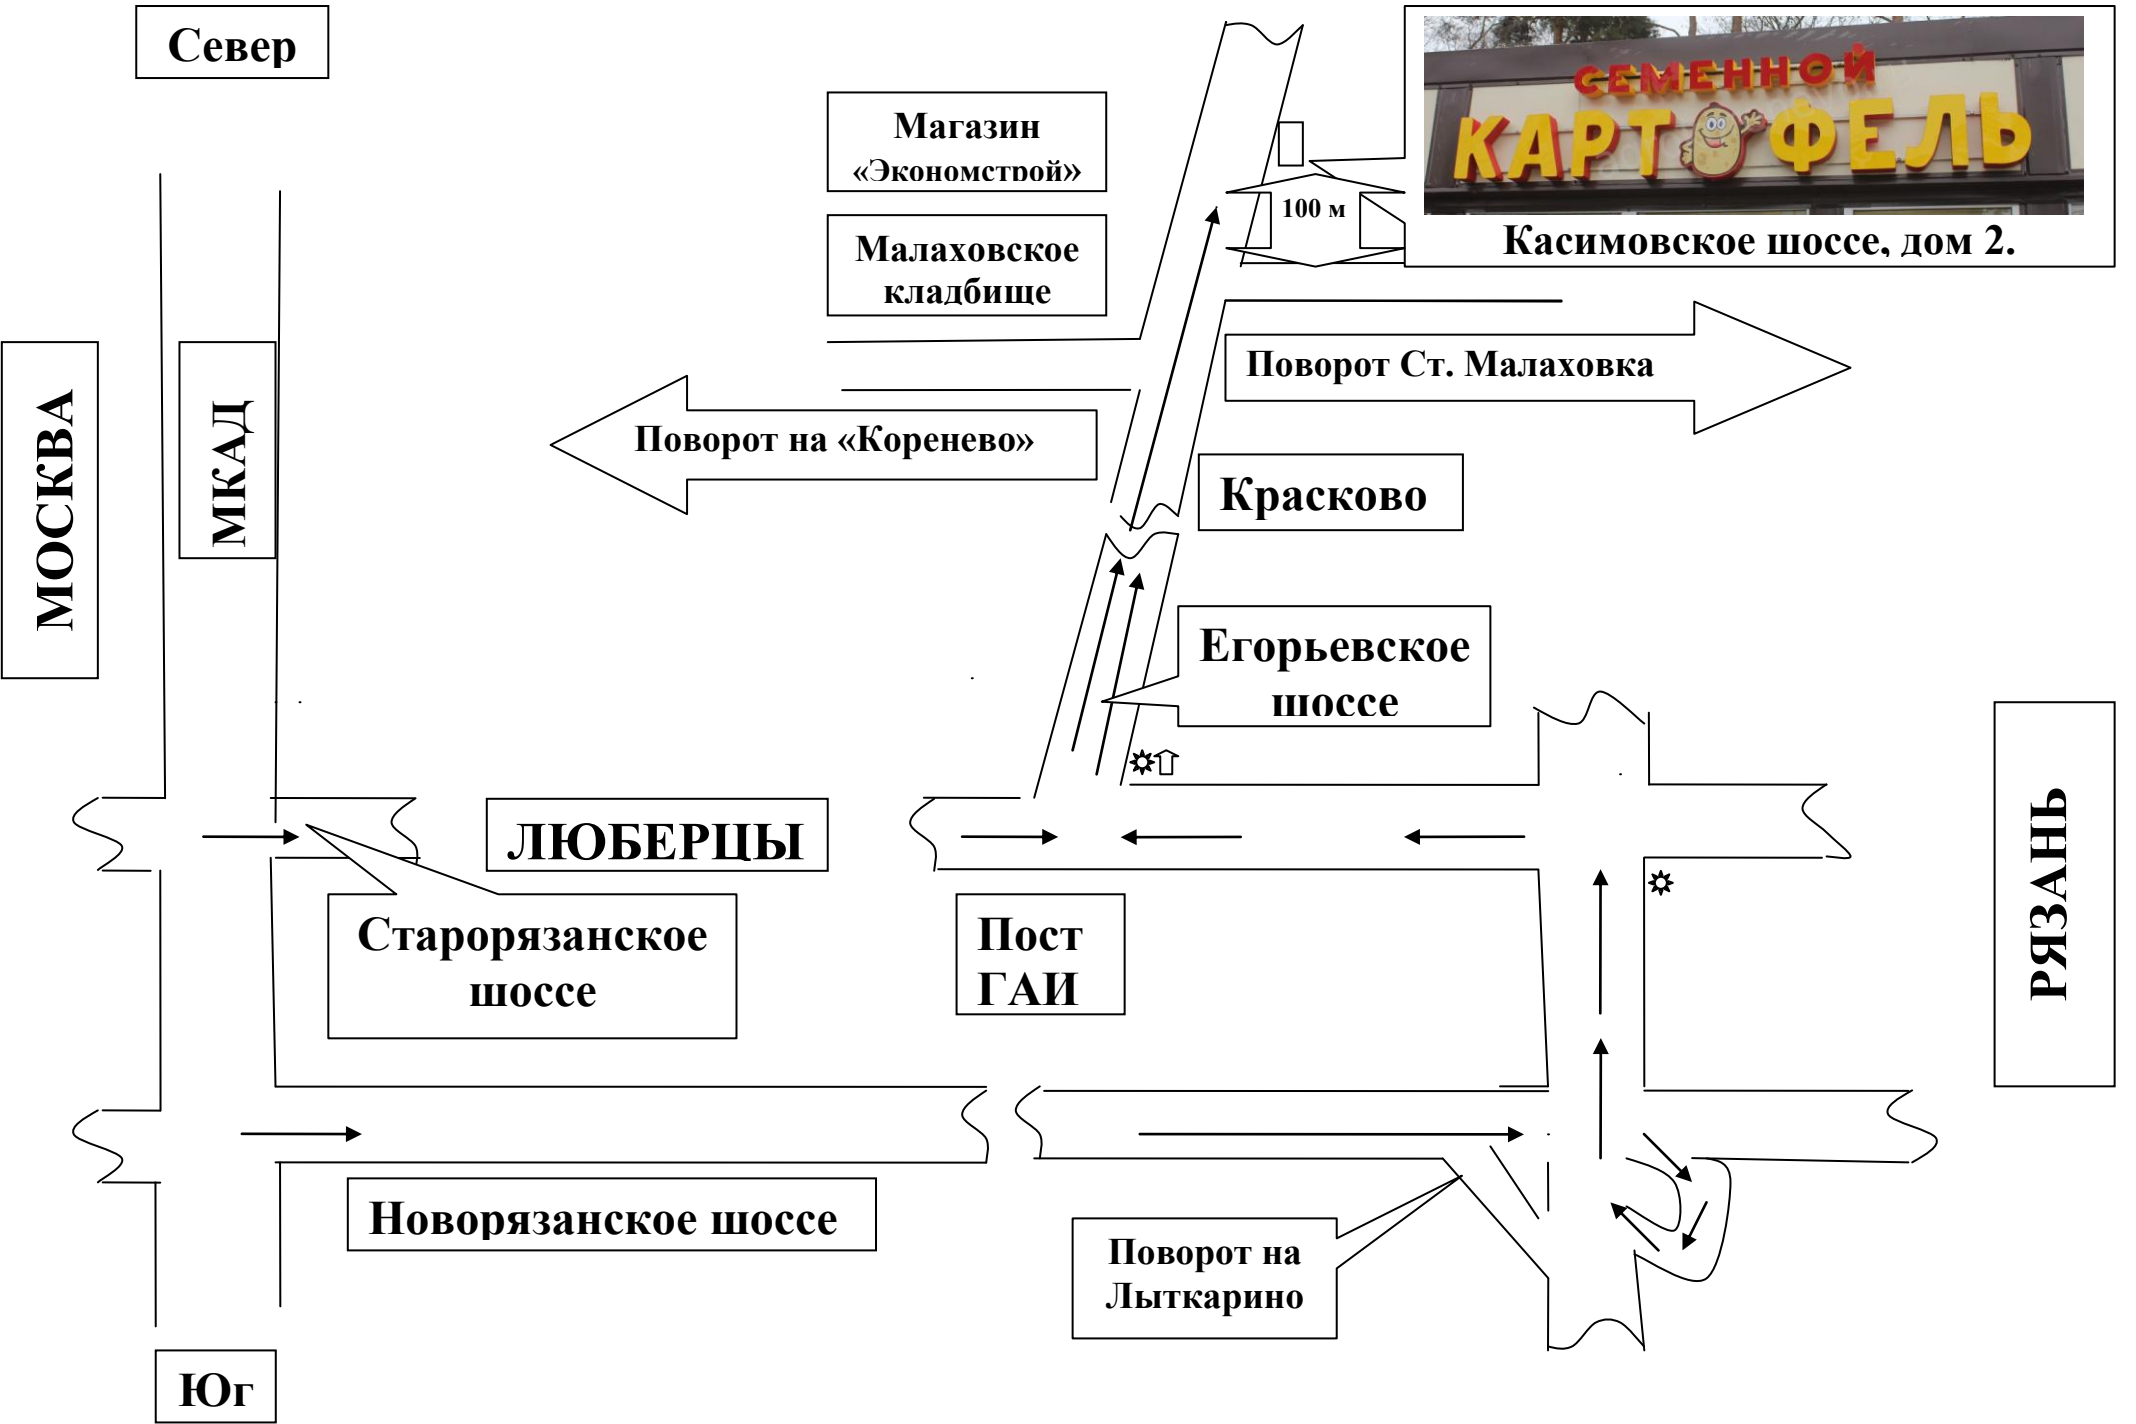 Север
СЕМЕННОЙ
КАРТОФЕЛЬ
Касимовское шоссе, дом 2.
Магазин
«Экономстрой»
100 м
Малаховское
кладбище
Поворот Ст. Малаховка
Поворот на «Коренево»
МОСКВА
МКАД
Красково
Егорьевское
шоссе
ЛЮБЕРЦЫ
РЯЗАНЬ
Старорязанское
шоссе
Пост
ГАИ
Новорязанское шоссе
Поворот на
Лыткарино
Юг